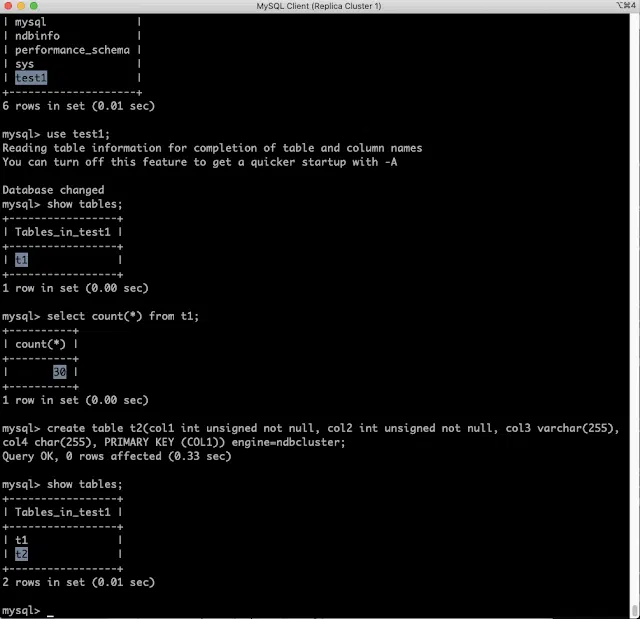 MySQL Client (Replica Cluster 1)
⌥⌘4
| mysql              |
| ndbinfo            |
| performance_schema |
| sys                |
| test1              |
+--------------------+
6 rows in set (0.01 sec)

mysql> use test1;
Reading table information for completion of table and column names
You can turn off this feature to get a quicker startup with -A

Database changed
mysql> show tables;
+-----------------+
| Tables_in_test1 |
+-----------------+
| t1              |
+-----------------+
1 row in set (0.00 sec)

mysql> select count(*) from t1;
+----------+
| count(*) |
+----------+
|       30 |
+----------+
1 row in set (0.00 sec)

mysql> create table t2(col1 int unsigned not null, col2 int unsigned not null, col3 varchar(255),
col4 char(255), PRIMARY KEY (COL1)) engine=ndbcluster;
Query OK, 0 rows affected (0.33 sec)

mysql> show tables;
+-----------------+
| Tables_in_test1 |
+-----------------+
| t1              |
| t2              |
+-----------------+
2 rows in set (0.01 sec)

mysql> _